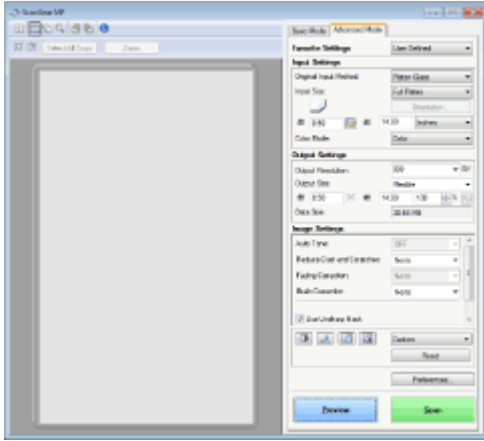 ScanGear MP
Basic Mode Advanced Mode
Select All Crops Zoom
Favorite Settings User Defined
Input Settings
Original Input Method: Platen Glass
Input Size: Full Platen
Orientation...
8.50 14.00 Inches
Color Mode: Color
Output Settings
Output Resolution: 300 dpi
Output Size: Flexible
8.50 14.00 100 %
Data Size:
Image Settings
Auto Tone: OFF
Reduce Dust and Scratches: None
Fading Correction: None
Grain Correction: None
Use Unsharp Mask
Custom
Reset
Preferences...
Preview Scan